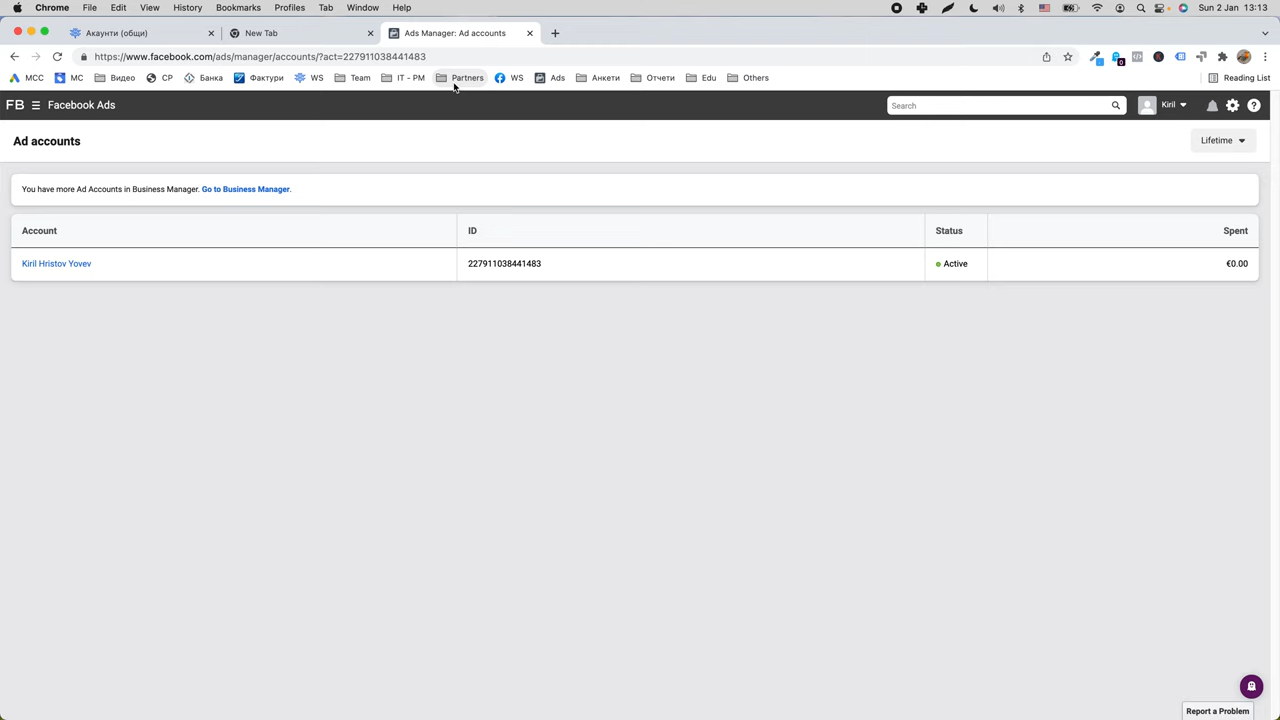 Chrome File Edit View History Bookmarks Profiles Tab Window Help Sun 2 Jan 13:13
Акаунти (общи) New Tab Ads Manager: Ad accounts
https://www.facebook.com/ads/manager/accounts/?act=227911038441483
MCC MC Видео CP Банка Фактури WS Team IT - PM Partners WS Ads Анкети Отчети Edu Others Reading List
FB Facebook Ads Search Kiril
Ad accounts Lifetime
You have more Ad Accounts in Business Manager. Go to Business Manager.
Account ID Status Spent
Kiril Hristov Yovev 227911038441483 Active €0.00
Report a Problem